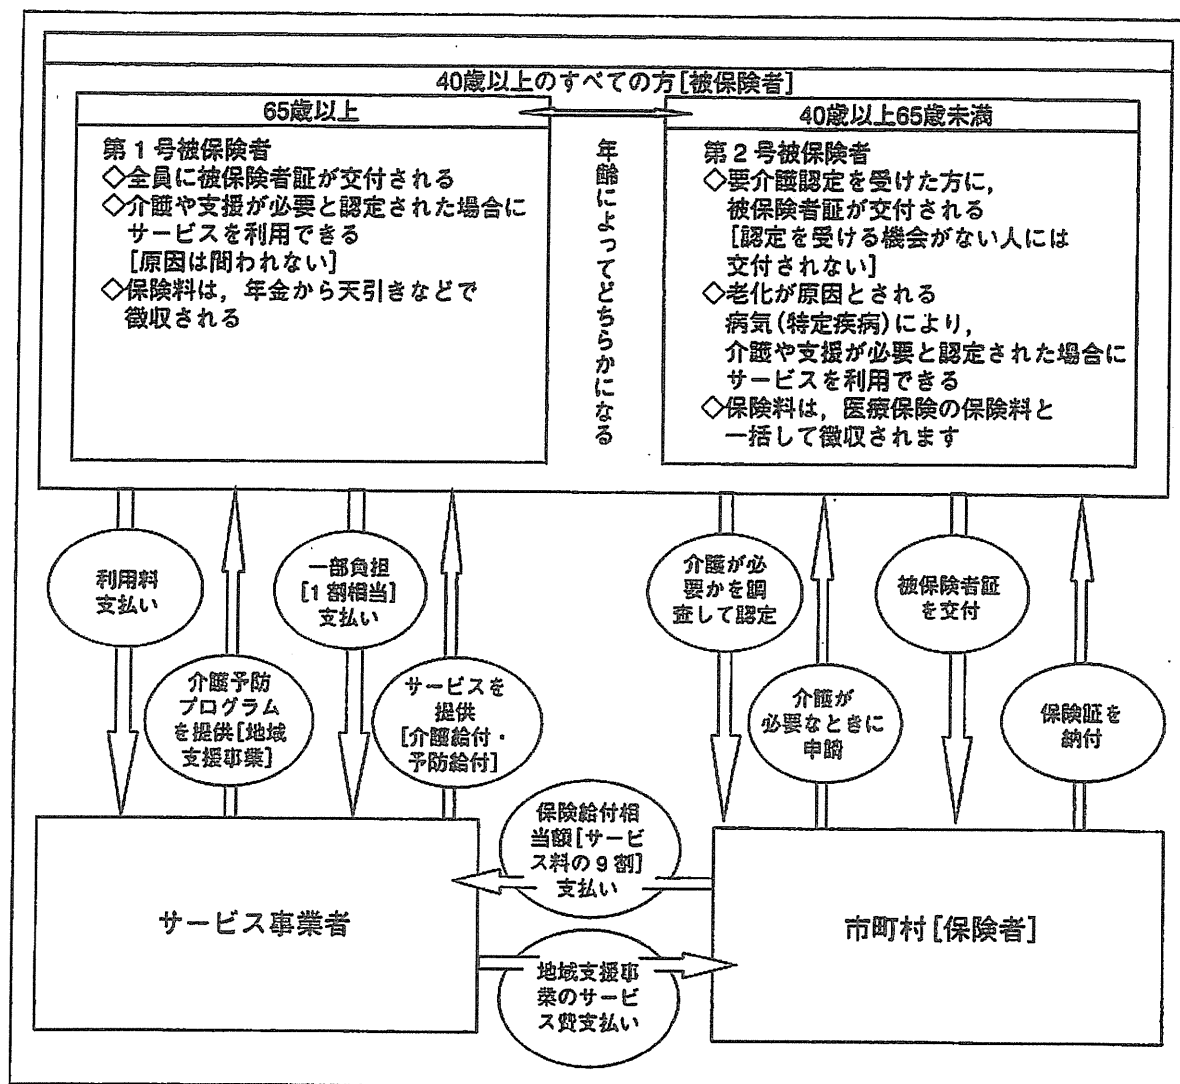 40歳以上のすべての方[被保険者]
65歳以上
第1号被保険者
◇全員に被保険者証が交付される
◇介護や支援が必要と認定された場合に
サービスを利用できる
[原因は問われない]
◇保険料は，年金から天引きなどで
徴収される
年齢によってどちらかになる
40歳以上65歳未満
第2号被保険者
◇要介護認定を受けた方に，
被保険者証が交付される
[認定を受ける機会がない人には
交付されない]
◇老化が原因とされる
病気(特定疾病)により，
介護や支援が必要と認定された場合に
サービスを利用できる
◇保険料は，医療保険の保険料と
一括して徴収されます
利用料
支払い
介護予防
プログラム
を提供[地域
支援事業]
一部負担
[1割相当]
支払い
サービスを
提供
[介護給付・
予防給付]
介護が必
要かを調
査して認定
介護が
必要なときに
申請
被保険者証
を交付
保険証を
納付
保険給付相
当額[サービ
ス料の9割]
支払い
サービス事業者
市町村[保険者]
地域支援事
業のサービ
ス費支払い